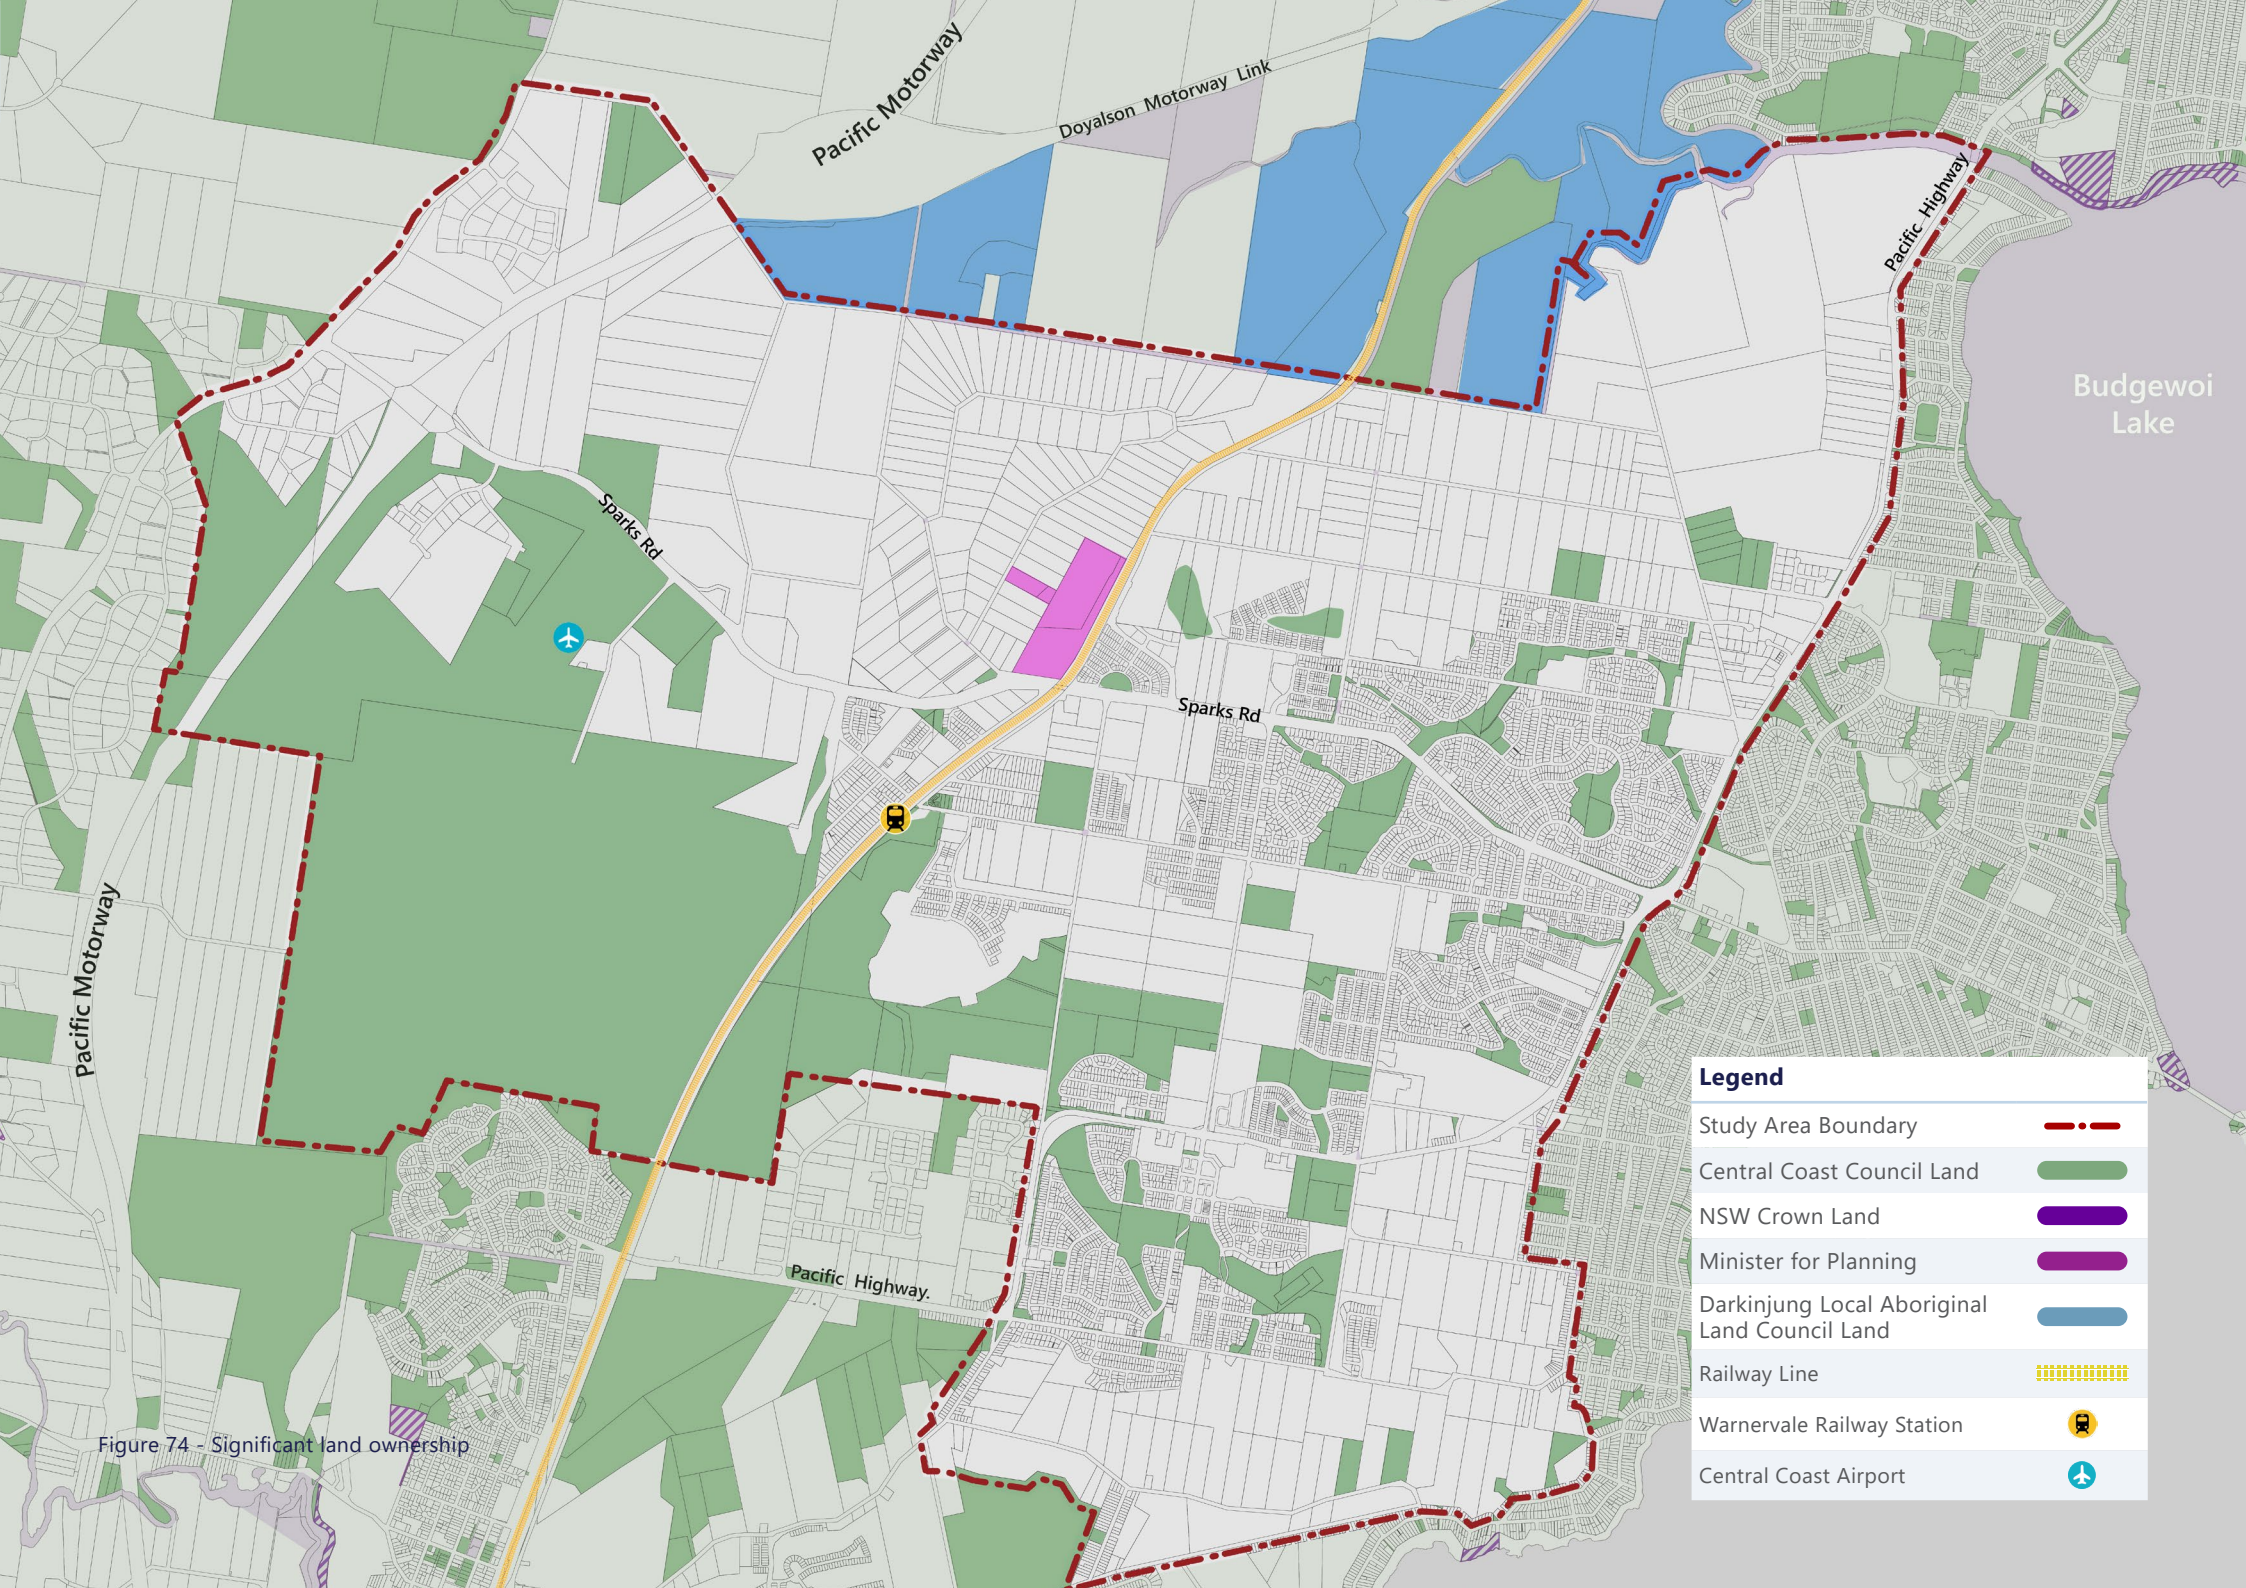 Pacific Motorway
Doyalson Motorway Link
Pacific Highway
Budgewoi
Lake
Sparks Rd
Sparks Rd
Pacific Motorway
Pacific Highway.
Legend
Study Area Boundary
Central Coast Council Land
NSW Crown Land
Minister for Planning
Darkinjung Local Aboriginal
Land Council Land
Railway Line
Warnervale Railway Station
Central Coast Airport
Figure 74 - Significant land ownership